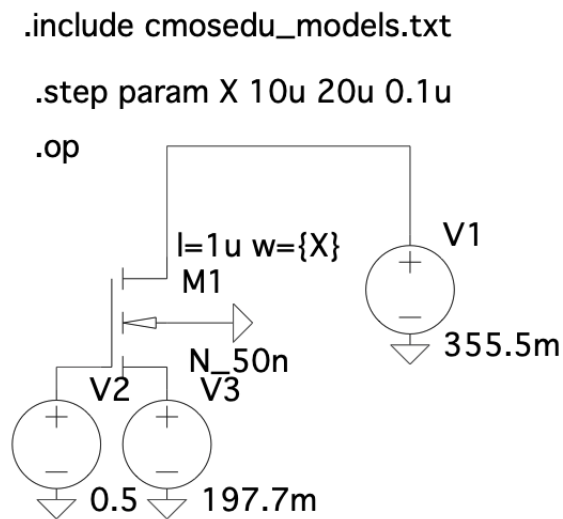 .include cmosedu_models.txt
.step param X 10u 20u 0.1u
.op
V1
l=1u w={X}
M1
+
355.5m
N_50n
V2 V3
+ +
0.5 197.7m